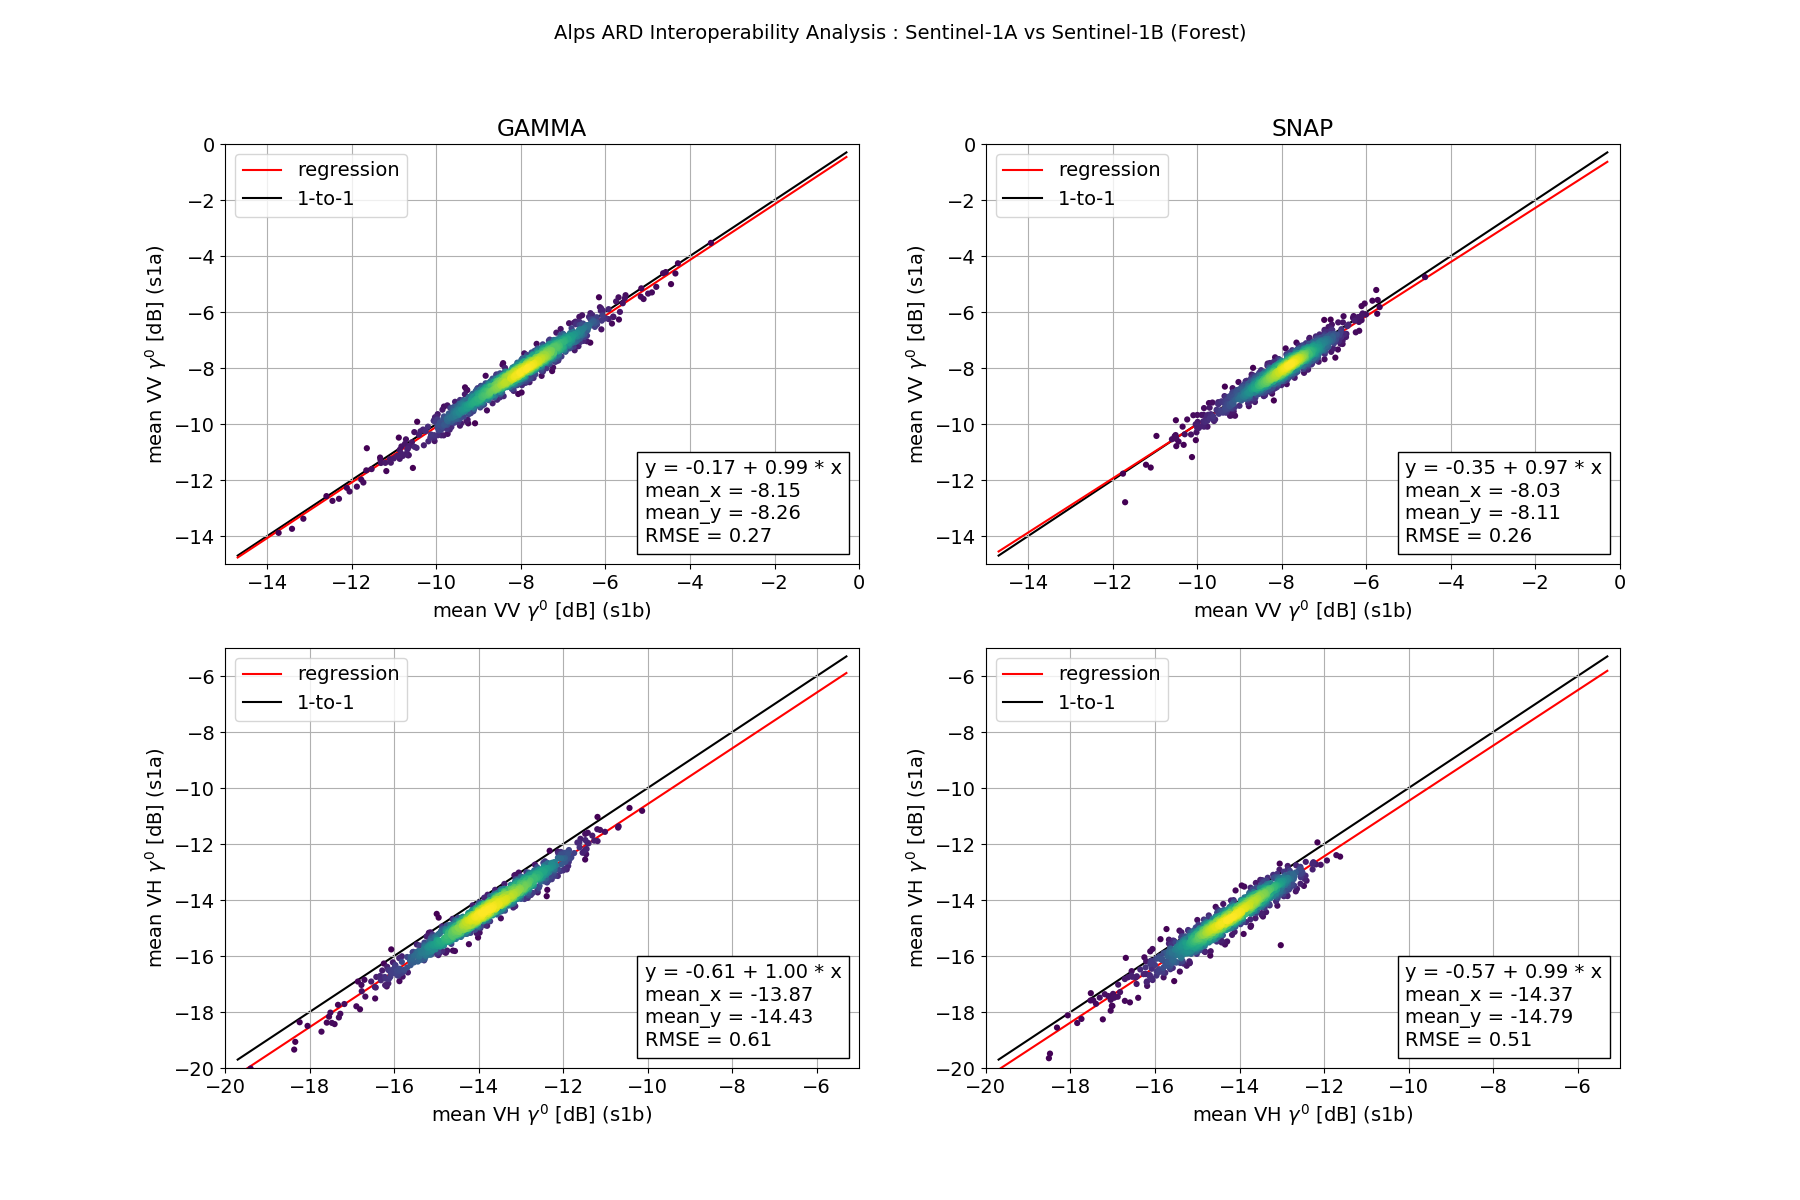 Alps ARD Interoperability Analysis : Sentinel-1A vs Sentinel-1B (Forest)
GAMMA
0
−2
−4
−6
−8
−10
−12
−14
mean VV γ⁰ [dB] (s1a)
regression
1-to-1
y = -0.17 + 0.99 * x
mean_x = -8.15
mean_y = -8.26
RMSE = 0.27
−14 −12 −10 −8 −6 −4 −2 0
mean VV γ⁰ [dB] (s1b)
SNAP
0
−2
−4
−6
−8
−10
−12
−14
mean VV γ⁰ [dB] (s1a)
regression
1-to-1
y = -0.35 + 0.97 * x
mean_x = -8.03
mean_y = -8.11
RMSE = 0.26
−14 −12 −10 −8 −6 −4 −2 0
mean VV γ⁰ [dB] (s1b)
−6
−8
−10
−12
−14
−16
−18
−20
mean VH γ⁰ [dB] (s1a)
regression
1-to-1
y = -0.61 + 1.00 * x
mean_x = -13.87
mean_y = -14.43
RMSE = 0.61
−20 −18 −16 −14 −12 −10 −8 −6
mean VH γ⁰ [dB] (s1b)
−6
−8
−10
−12
−14
−16
−18
−20
mean VH γ⁰ [dB] (s1a)
regression
1-to-1
y = -0.57 + 0.99 * x
mean_x = -14.37
mean_y = -14.79
RMSE = 0.51
−20 −18 −16 −14 −12 −10 −8 −6
mean VH γ⁰ [dB] (s1b)